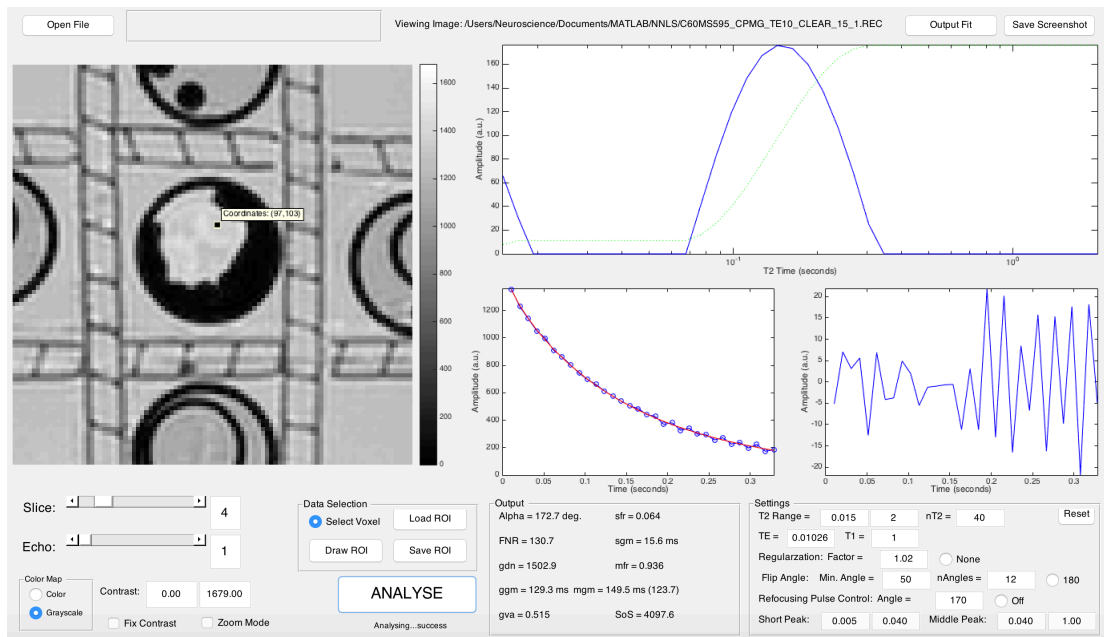 Open File
Viewing Image: /Users/Neuroscience/Documents/MATLAB/NNLS/C60MS595_CPMG_TE10_CLEAR_15_1.REC
Output Fit
Save Screenshot
Coordinates: (97,103)
1600
1400
1200
1000
800
600
400
200
0
Amplitude (a.u.)
160
140
120
100
80
60
40
20
0
10^-1
10^0
T2 Time (seconds)
Amplitude (a.u.)
1200
1000
800
600
400
200
0
0 0.05 0.1 0.15 0.2 0.25 0.3
Time (seconds)
Amplitude (a.u.)
20
15
10
5
0
-5
-10
-15
-20
0 0.1 0.2 0.3
Time (seconds)
Slice:
4
Echo:
1
Color Map
Color
Grayscale
Contrast: 0.00 1679.00
Fix Contrast
Zoom Mode
Data Selection
Select Voxel
Load ROI
Draw ROI
Save ROI
ANALYSE
Analysing...success
Output
Alpha = 172.7 deg. sfr = 0.064
FNR = 130.7 sgm = 15.6 ms
gdn = 1502.9 mfr = 0.936
ggm = 129.3 ms mgm = 149.5 ms (123.7)
gva = 0.515 SoS = 4097.6
Settings
T2 Range = 0.015 2 nT2 = 40
Reset
TE = 0.01026 T1 = 1
Regularzation: Factor = 1.02 None
Flip Angle: Min. Angle = 50 nAngles = 12 180
Refocusing Pulse Control: Angle = 170 Off
Short Peak: 0.005 0.040 Middle Peak: 0.040 1.00